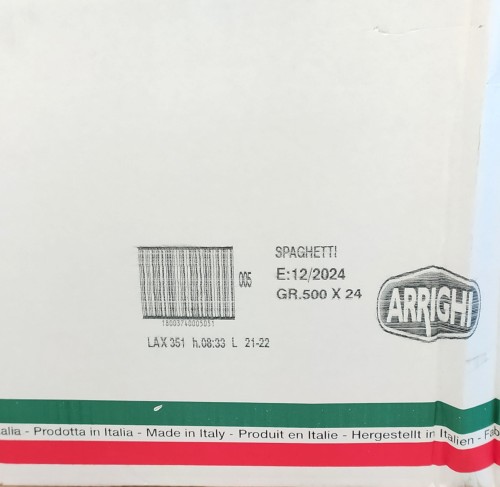 SPAGHETTI
E:12/2024
GR.500 X 24
005
18003740005051
LAX 351 h.08:33 L 21-22
ARRIGHI
alia - Prodotta in Italia - Made in Italy - Produit en Italie - Hergestellt in Italien - Fab